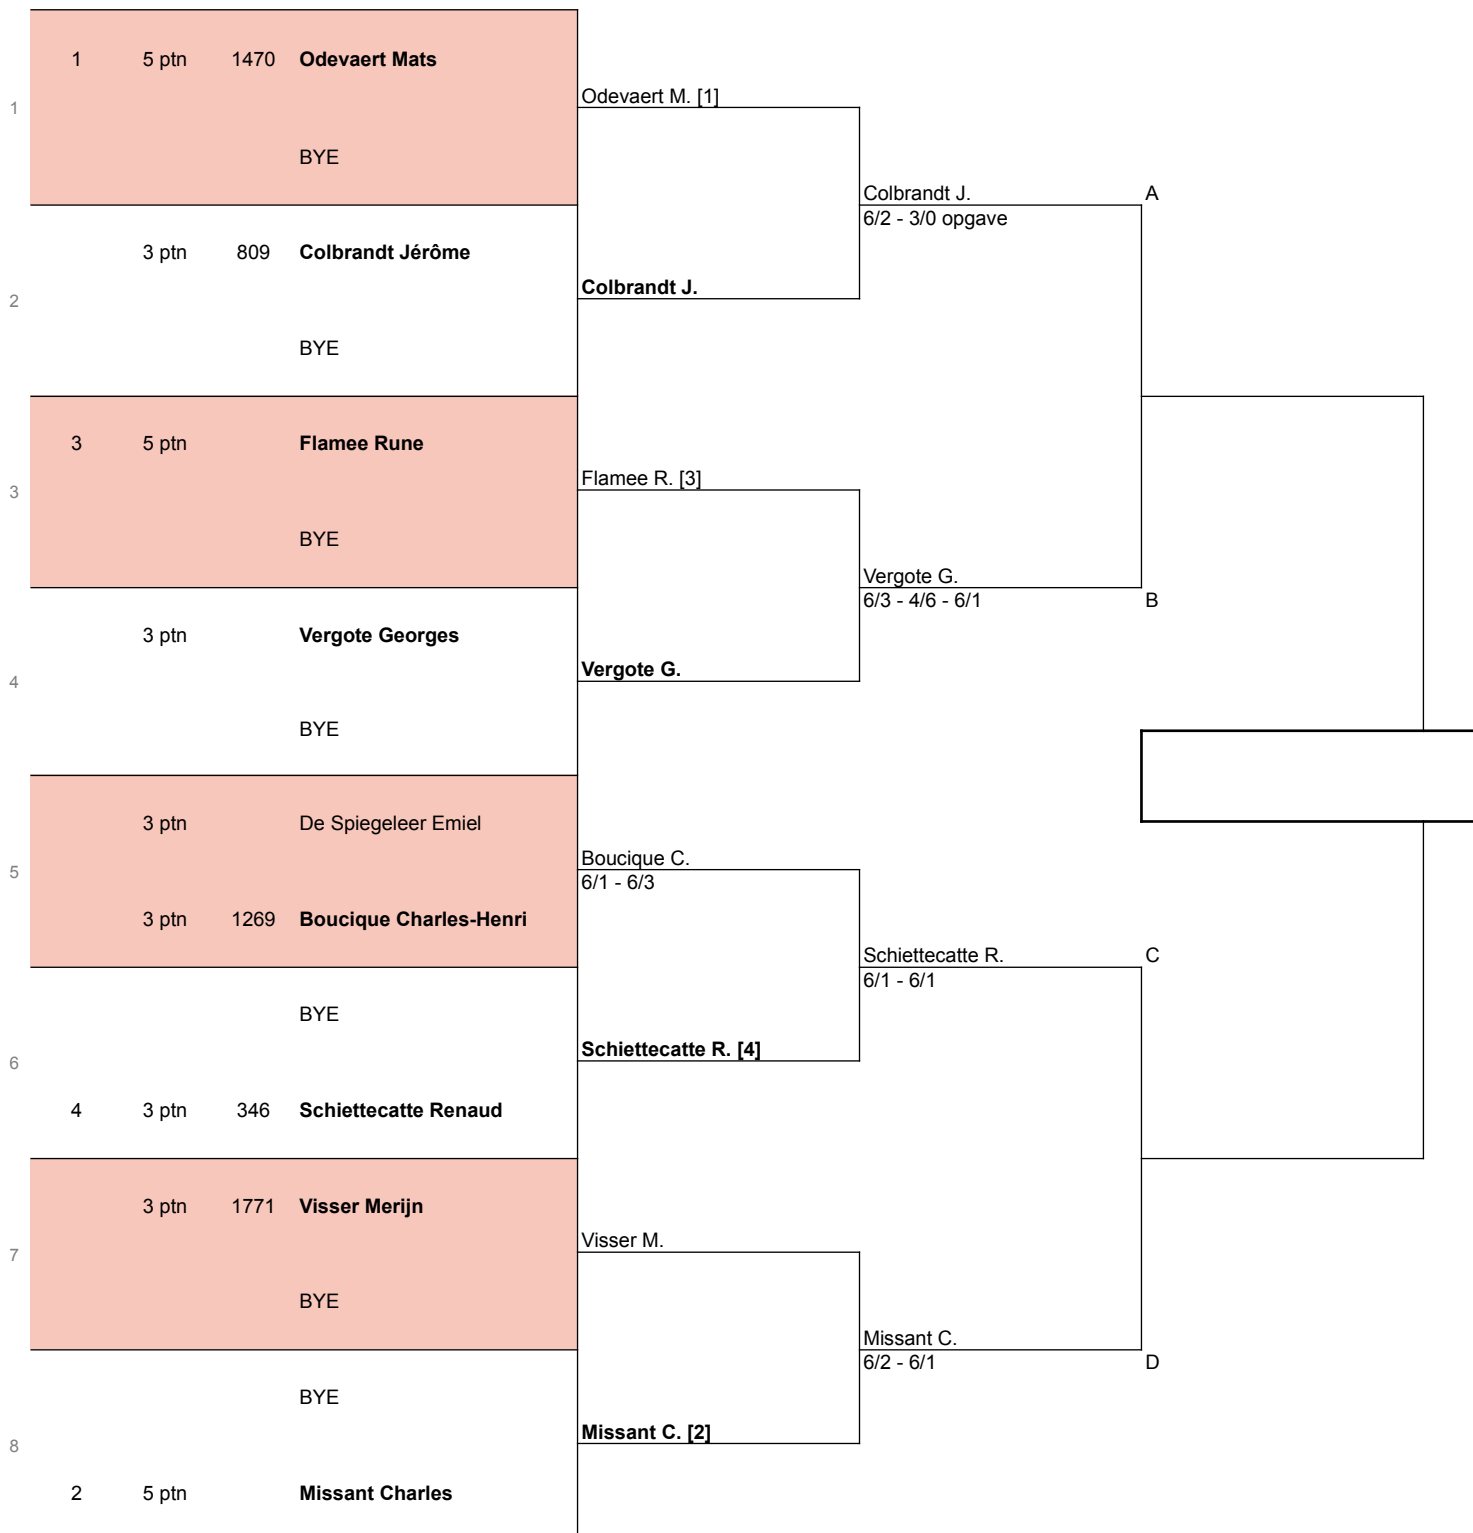 1 5 ptn 1470 Odevaert Mats
Odevaert M. [1]
1
BYE
Colbrandt J. A
6/2 - 3/0 opgave
3 ptn 809 Colbrandt Jérôme
Colbrandt J.
2
BYE
3 5 ptn Flamee Rune
Flamee R. [3]
3
BYE
Vergote G.
6/3 - 4/6 - 6/1 B
3 ptn Vergote Georges
Vergote G.
4
BYE
3 ptn De Spiegeleer Emiel
Boucique C.
5
6/1 - 6/3
3 ptn 1269 Boucique Charles-Henri
Schiettecatte R. C
6/1 - 6/1
BYE
Schiettecatte R. [4]
6
4 3 ptn 346 Schiettecatte Renaud
3 ptn 1771 Visser Merijn
Visser M.
7
BYE
Missant C.
6/2 - 6/1 D
BYE
Missant C. [2]
8
2 5 ptn Missant Charles